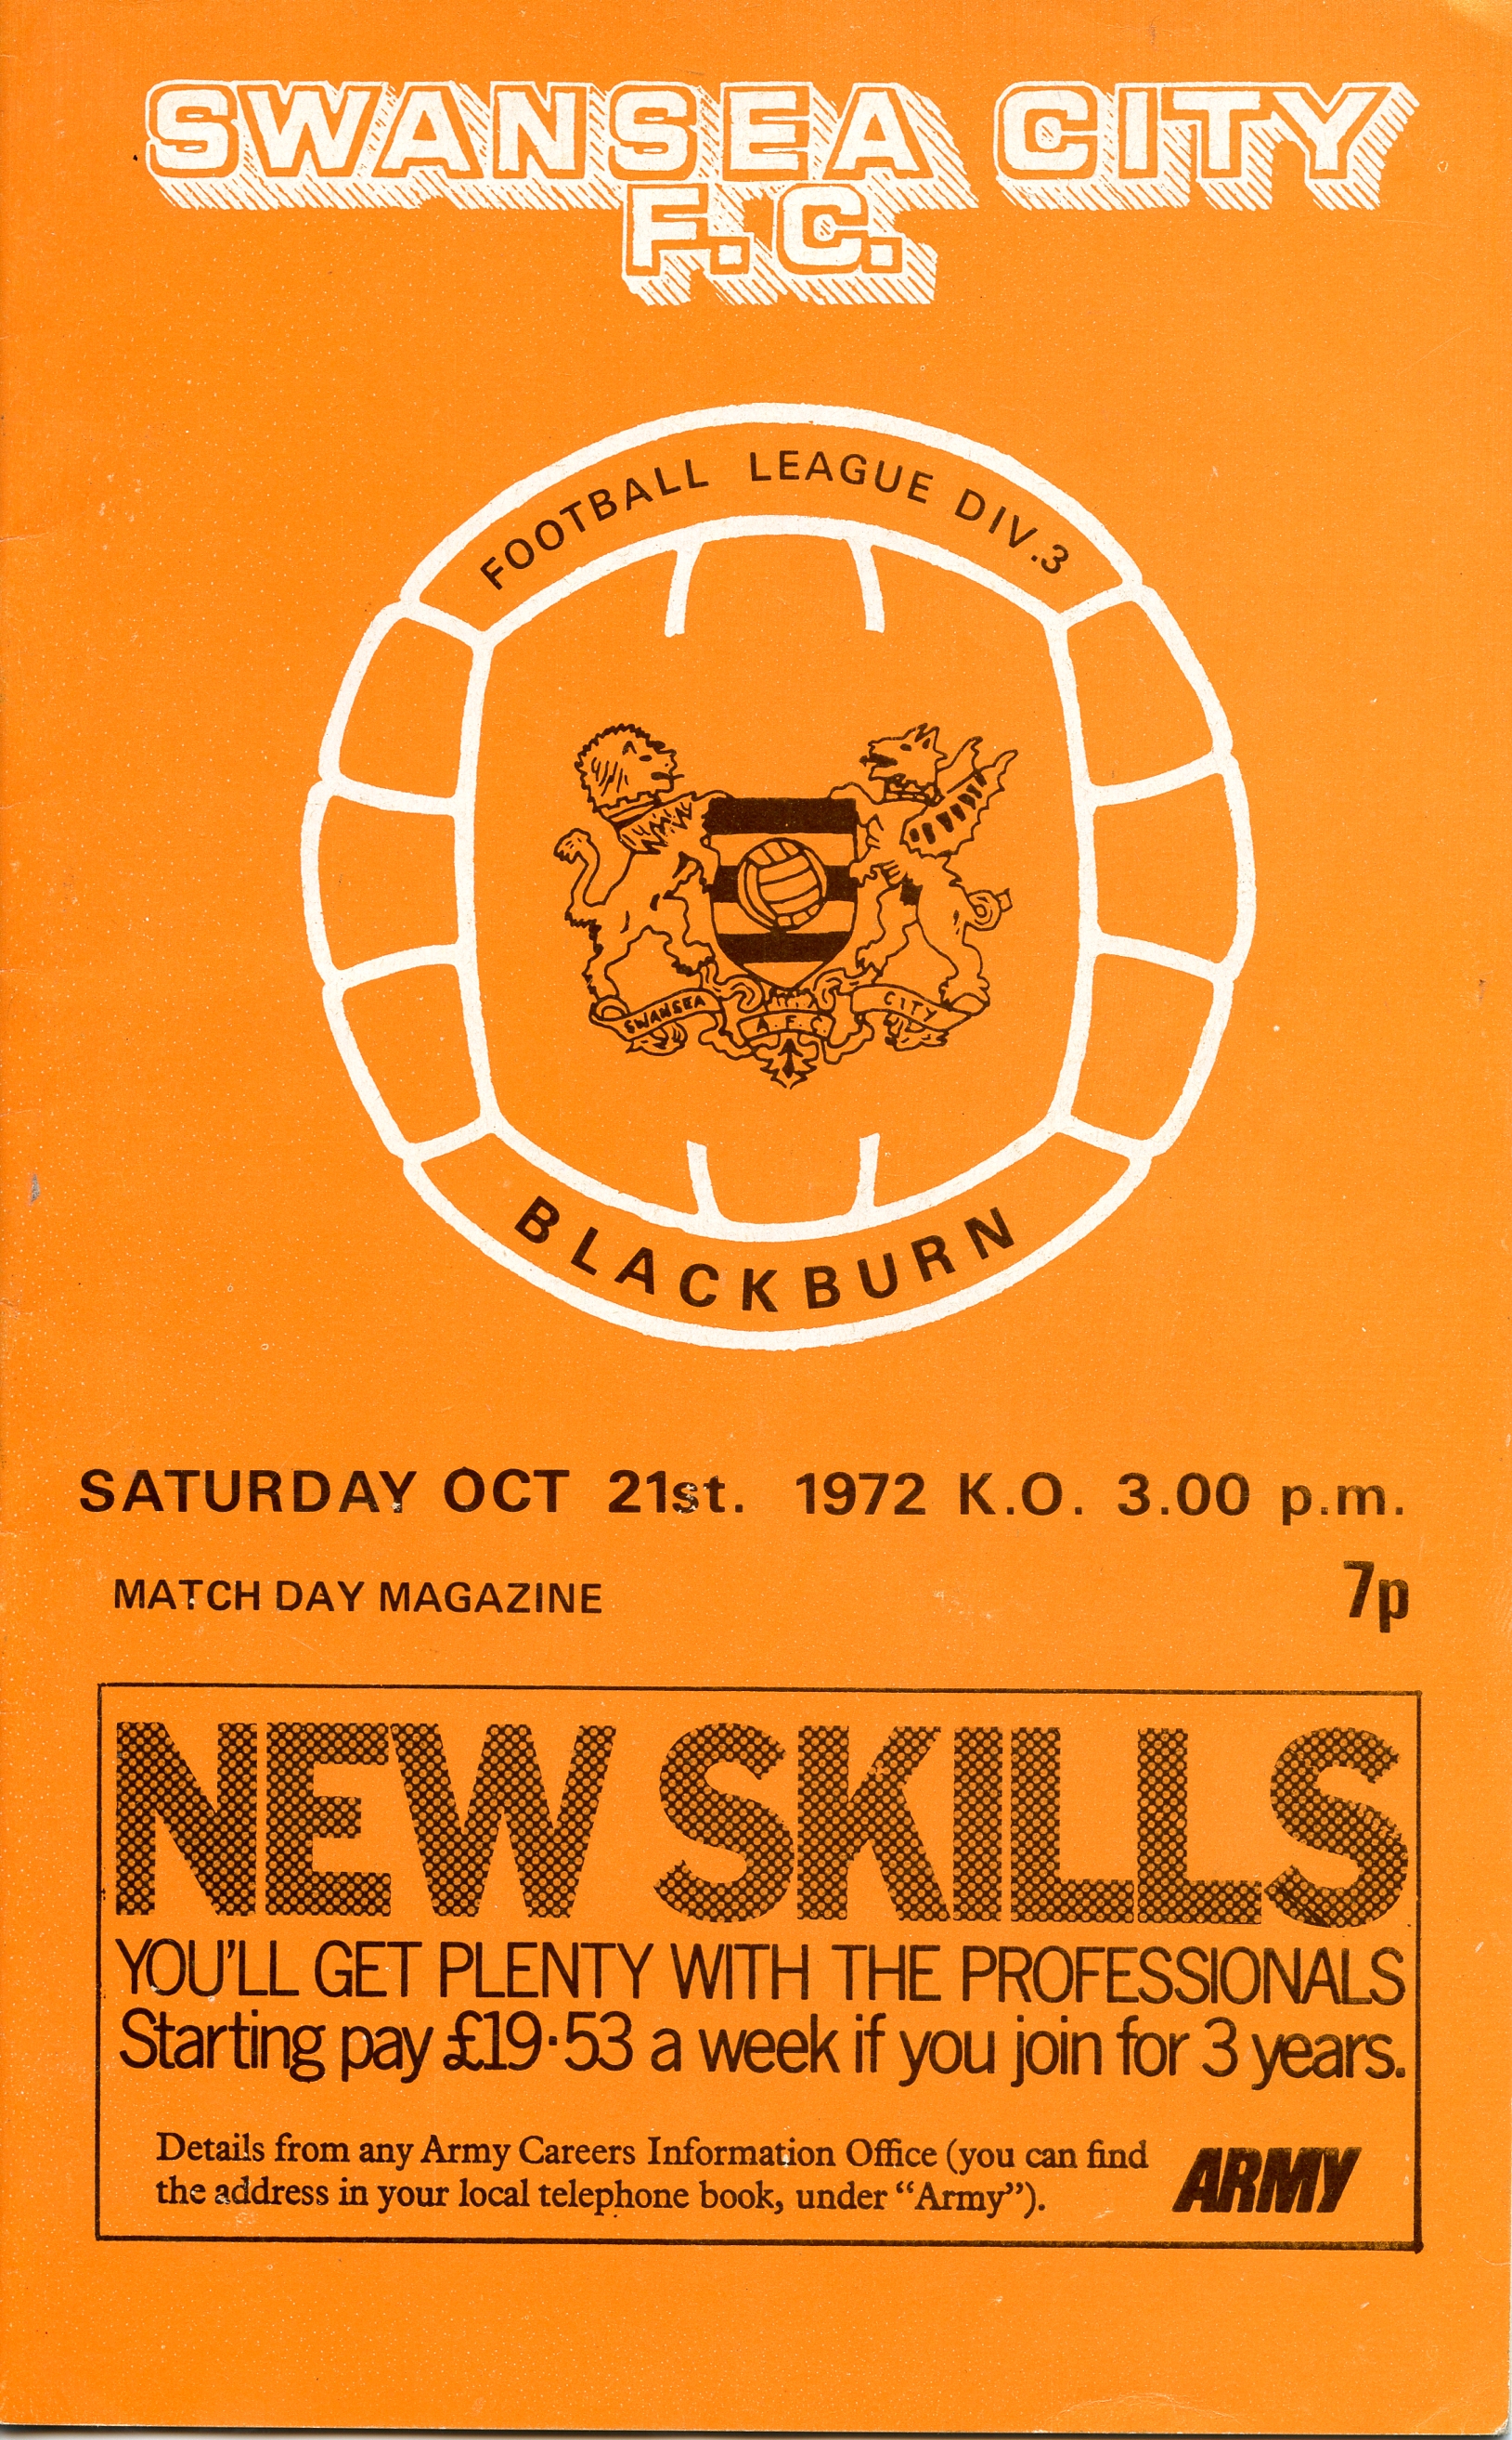 SWANSEA CITY
F.C.
FOOTBALL LEAGUE DIV.3
SWANSEA A.F.C. CITY
BLACKBURN
SATURDAY OCT 21st. 1972 K.O. 3.00 p.m.
MATCH DAY MAGAZINE 7p
NEW SKILLS
YOU'LL GET PLENTY WITH THE PROFESSIONALS
Starting pay £19·53 a week if you join for 3 years.
Details from any Army Careers Information Office (you can find
the address in your local telephone book, under “Army”).
ARMY